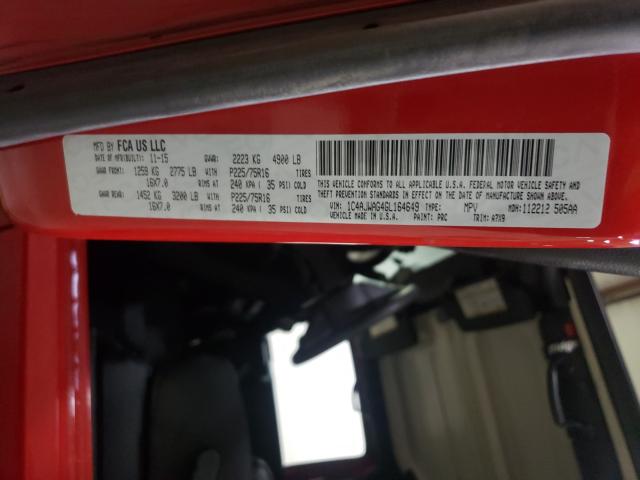 MFD BY FCA US LLC
DATE OF MFR(BUILT): 11-15 GVWR: 2223 KG 4900 LB
GAWR FRONT: 1259 KG 2775 LB WITH P225/75R16 TIRES
16X7.0 RIMS AT 240 KPA ( 35 PSI) COLD
GAWR REAR: 1452 KG 3200 LB WITH P225/75R16 TIRES
16X7.0 RIMS AT 240 KPA ( 35 PSI) COLD
THIS VEHICLE CONFORMS TO ALL APPLICABLE U.S.A. FEDERAL MOTOR VEHICLE SAFETY, BUMPER AND
THEFT PREVENTION STANDARDS IN EFFECT ON THE DATE OF MANUFACTURE SHOWN ABOVE
VEHICLE MADE IN U.S.A.
VIN: 1C4AJWAG4GL164649 TYPE: MPV MDH: 112212 505AA
PAINT: PRC TRIM: A7X9